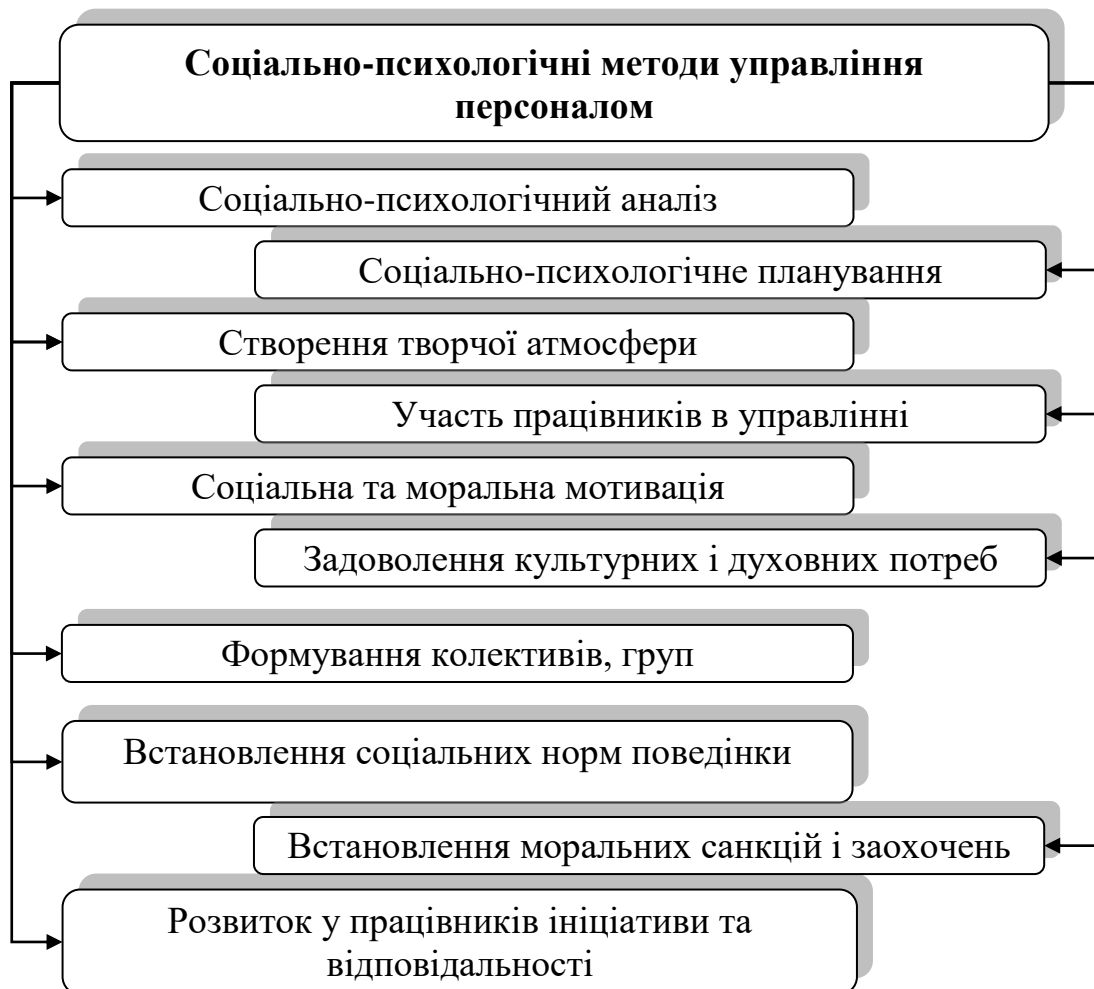 Соціально-психологічні методи управління
персоналом
Соціально-психологічний аналіз
Соціально-психологічне планування
Створення творчої атмосфери
Участь працівників в управлінні
Соціальна та моральна мотивація
Задоволення культурних і духовних потреб
Формування колективів, груп
Встановлення соціальних норм поведінки
Встановлення моральних санкцій і заохочень
Розвиток у працівників ініціативи та
відповідальності